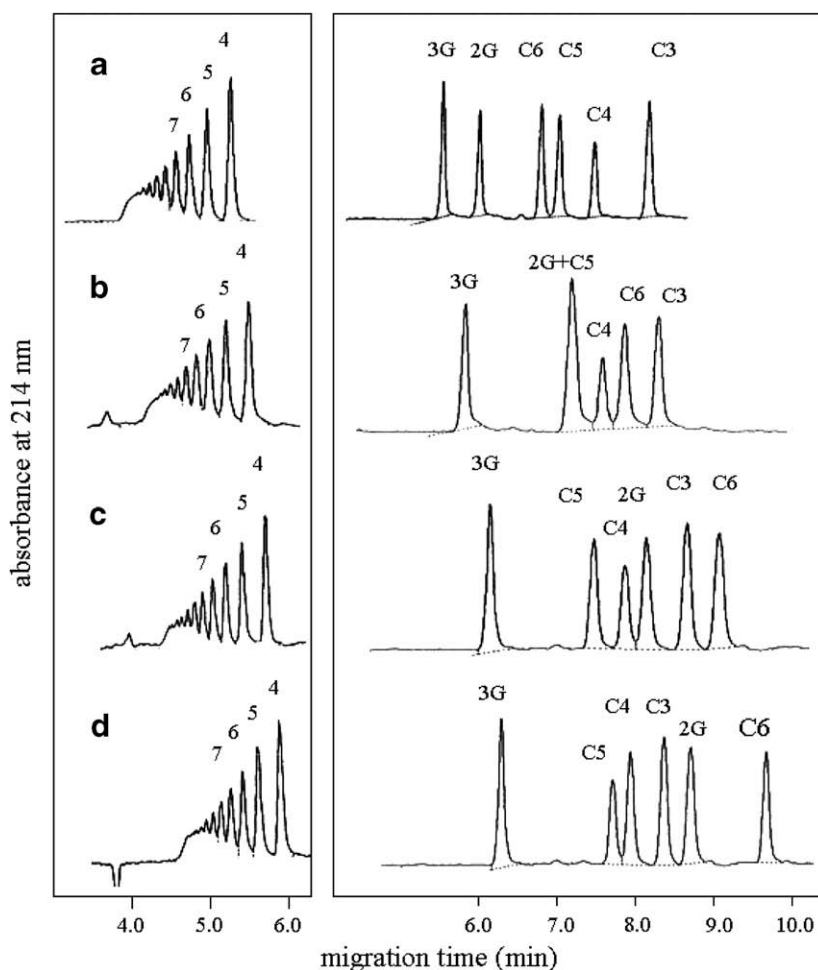 absorbance at 214 nm
a
4
5
6
7
3G 2G C6 C5 C4 C3
b
4
5
6
7
3G 2G+C5 C4 C6 C3
c
4
5
6
7
3G C5 C4 2G C3 C6
d
4
5
6
7
3G C5 C4 C3 2G C6
4.0 5.0 6.0 6.0 7.0 8.0 9.0 10.0
migration time (min)